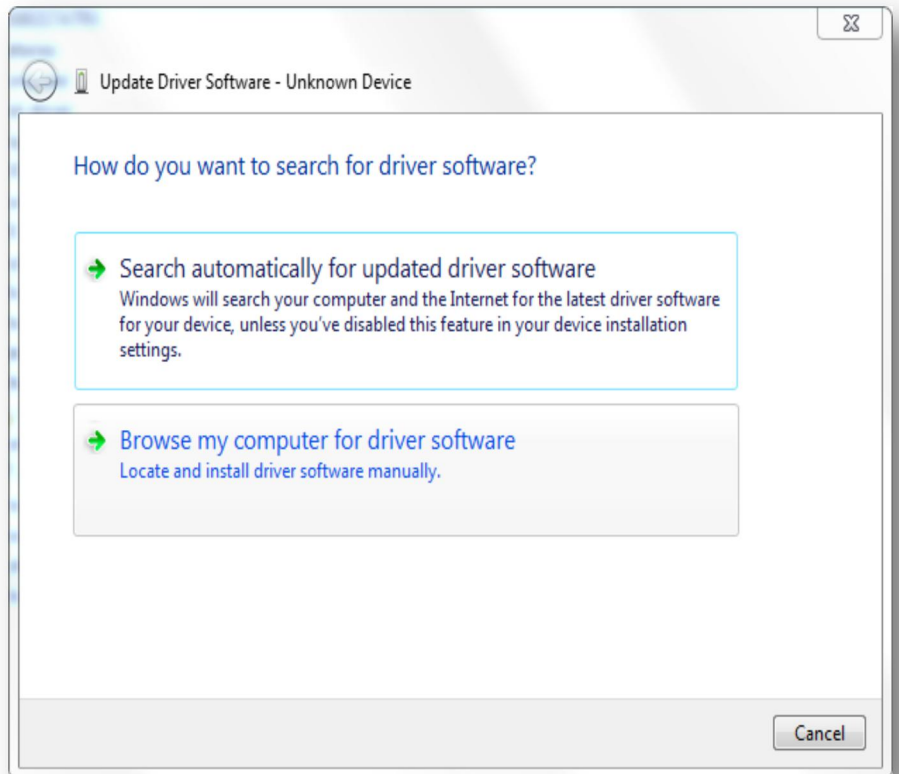 Update Driver Software - Unknown Device
How do you want to search for driver software?
Search automatically for updated driver software
Windows will search your computer and the Internet for the latest driver software
for your device, unless you've disabled this feature in your device installation
settings.
Browse my computer for driver software
Locate and install driver software manually.
Cancel